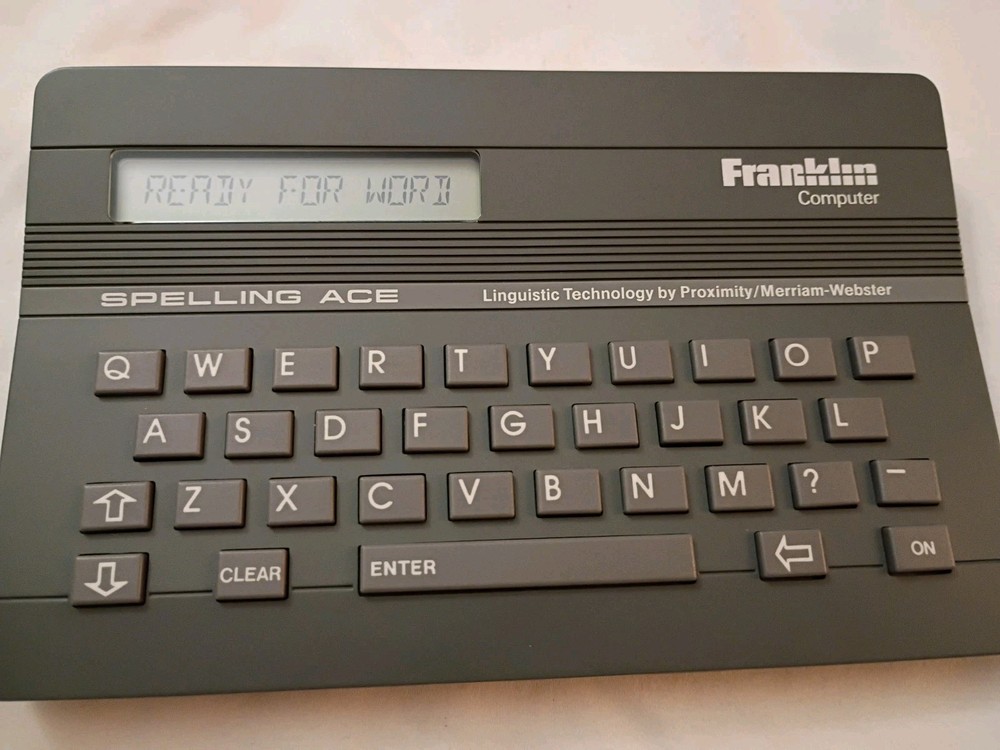 READY FOR WORD
Franklin
Computer
SPELLING ACE
Linguistic Technology by Proximity/Merriam-Webster
Q W E R T Y U I O P
A S D F G H J K L
⇧ Z X C V B N M ? —
⇩ CLEAR ENTER ⇦ ON